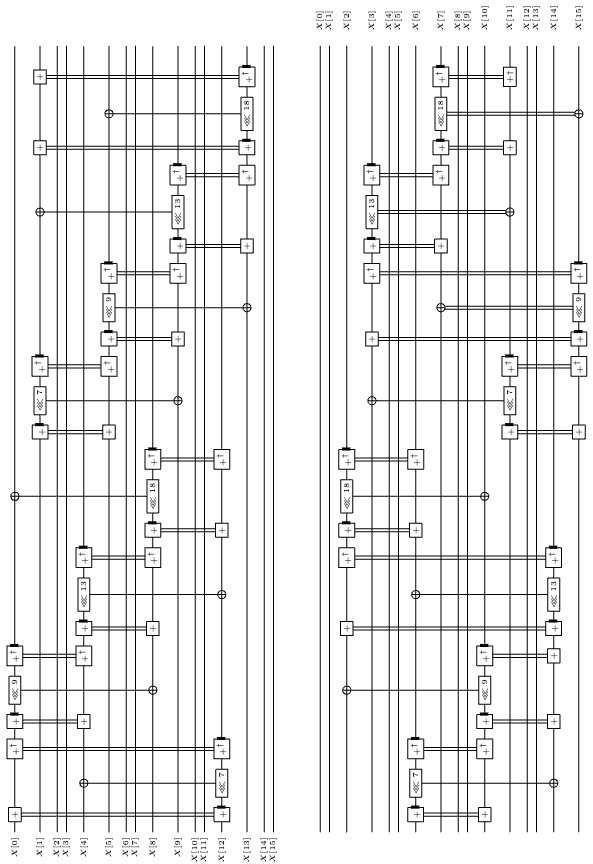 X[0] + +† + ⋘ 9 +†
X[1] + ⋘ 7 +† + +
X[2]
X[3]
X[4] + +† + ⋘ 13 +†
X[5] + +† + ⋘ 9 +†
X[6]
X[7]
X[8] + +† + ⋘ 18 +†
X[9] + +† + ⋘ 13 +†
X[10]
X[11]
X[12] + ⋘ 7 +† + +†
X[13] + +† + ⋘ 18 +†
X[14]
X[15]
X[0]
X[1]
+ +† + ⋘ 18 +† X[2]
+ +† + ⋘ 13 +† X[3]
X[4]
X[5]
+ ⋘ 7 +† + +† X[6]
+ +† + ⋘ 18 +† X[7]
X[8]
X[9]
+ +† + ⋘ 9 +† X[10]
+ ⋘ 7 +† + +† X[11]
X[12]
X[13]
+ + + ⋘ 13 +† X[14]
+ +† + ⋘ 9 +† X[15]